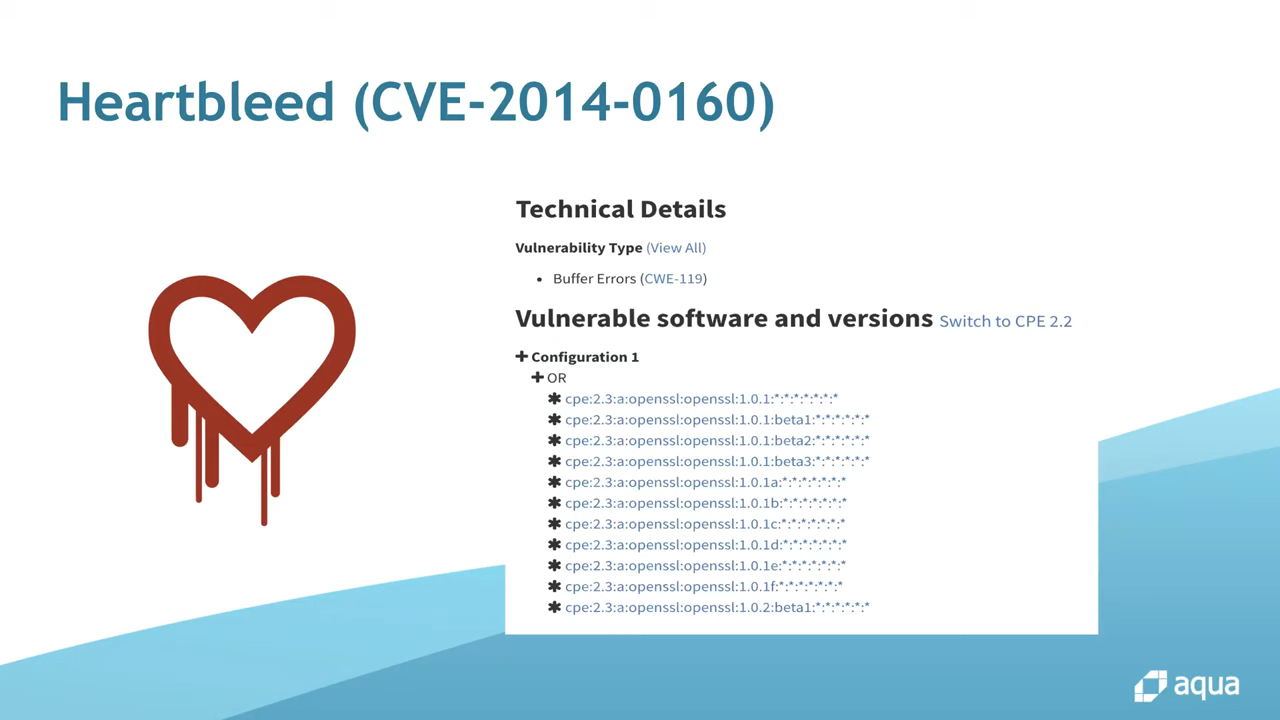 Heartbleed (CVE-2014-0160)
Technical Details
Vulnerability Type (View All)
• Buffer Errors (CWE-119)
Vulnerable software and versions Switch to CPE 2.2
Configuration 1
OR
cpe:2.3:a:openssl:openssl:1.0.1:*:*:*:*:*:*:*
cpe:2.3:a:openssl:openssl:1.0.1:beta1:*:*:*:*:*:*
cpe:2.3:a:openssl:openssl:1.0.1:beta2:*:*:*:*:*:*
cpe:2.3:a:openssl:openssl:1.0.1:beta3:*:*:*:*:*:*
cpe:2.3:a:openssl:openssl:1.0.1a:*:*:*:*:*:*:*
cpe:2.3:a:openssl:openssl:1.0.1b:*:*:*:*:*:*:*
cpe:2.3:a:openssl:openssl:1.0.1c:*:*:*:*:*:*:*
cpe:2.3:a:openssl:openssl:1.0.1d:*:*:*:*:*:*:*
cpe:2.3:a:openssl:openssl:1.0.1e:*:*:*:*:*:*:*
cpe:2.3:a:openssl:openssl:1.0.1f:*:*:*:*:*:*:*
cpe:2.3:a:openssl:openssl:1.0.2:beta1:*:*:*:*:*:*
aqua